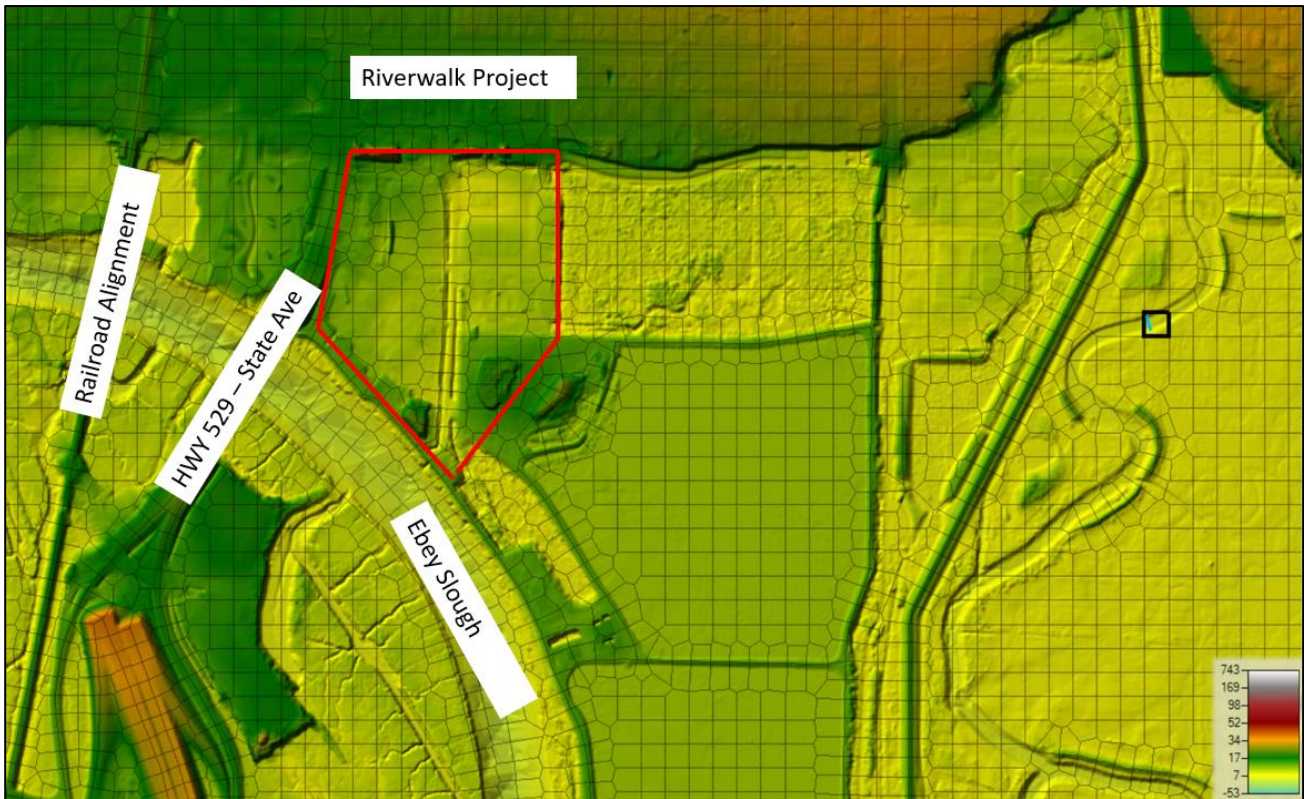 Riverwalk Project
Railroad Alignment
HWY 529 – State Ave
Ebey Slough
743
169
98
52
34
17
7
-53